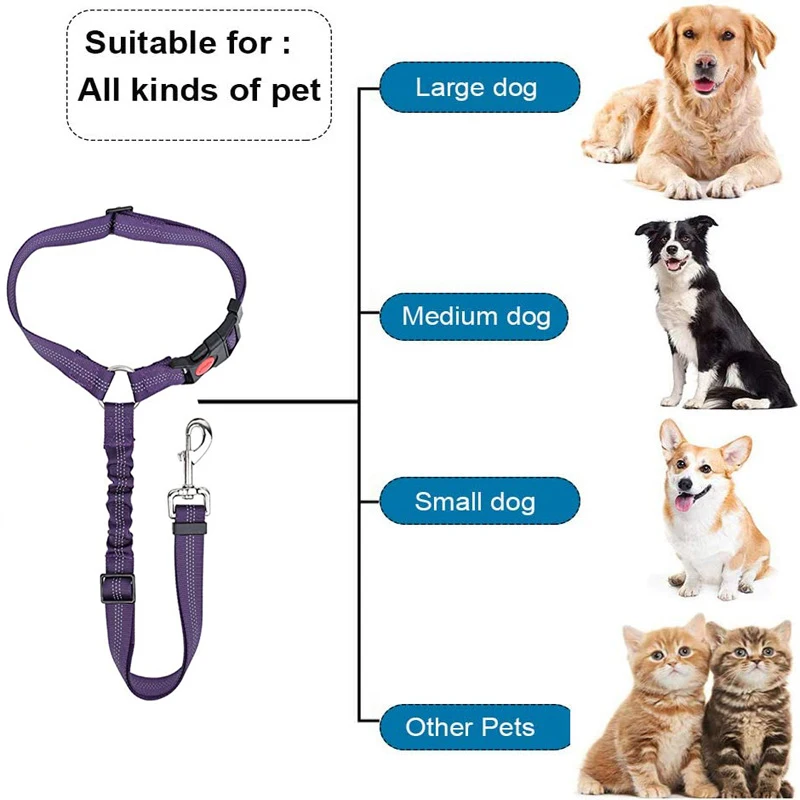 Suitable for :
All kinds of pet
Large dog
Medium dog
Small dog
Other Pets